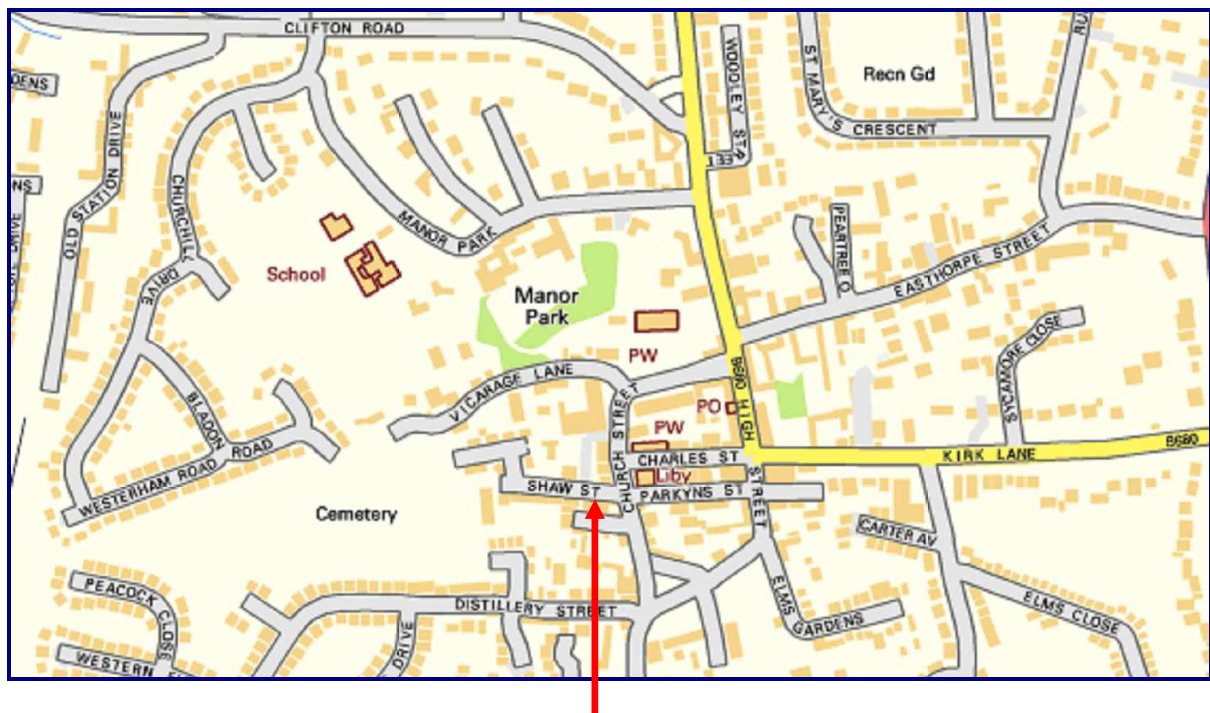 CLIFTON ROAD
WOODLEY ST
ST MARY'S CRESCENT
Recn Gd
DENS
OLD STATION DRIVE
CHURCHILL DRIVE
MANOR PARK
PEARTREE O
EASTHORPE STREET
School
Manor
Park
PW
SYCAMORE CLOSE
VICARAGE LANE
B680 HIGH STREET
PO
PW
CHURCH STREET
BLADON ROAD
WESTERHAM ROAD
CHARLES ST
KIRK LANE
B680
Liby
SHAW ST
PARKYNS ST
Cemetery
CARTER AV
PEACOCK CLOSE
DISTILLERY STREET
ELMS GARDENS
ELMS CLOSE
DRIVE
WESTERN